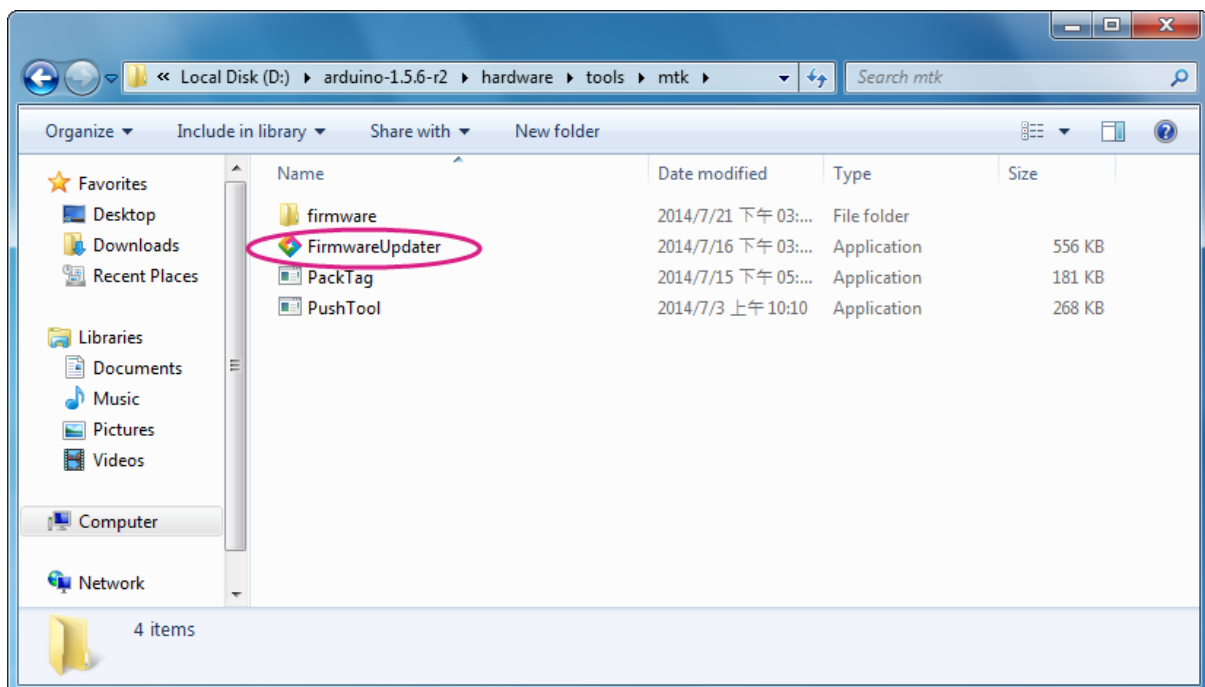 « Local Disk (D:) ▸ arduino-1.5.6-r2 ▸ hardware ▸ tools ▸ mtk ▸ Search mtk
Organize Include in library Share with New folder
Favorites
Desktop
Downloads
Recent Places
Libraries
Documents
Music
Pictures
Videos
Computer
Network
Name Date modified Type Size
firmware 2014/7/21 下午 03:... File folder
FirmwareUpdater 2014/7/16 下午 03:... Application 556 KB
PackTag 2014/7/15 下午 05:... Application 181 KB
PushTool 2014/7/3 上午 10:10 Application 268 KB
4 items